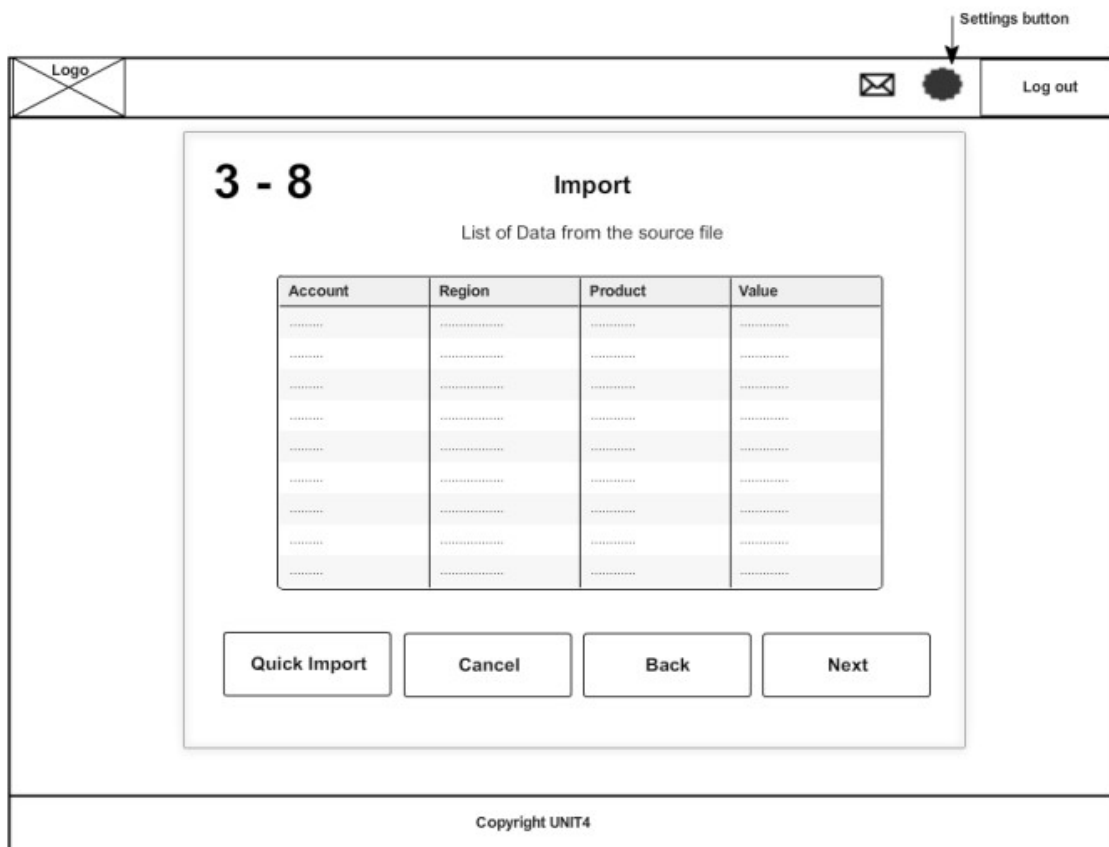 Settings button
Logo
Log out
3 - 8
Import
List of Data from the source file
Account Region Product Value
......... ................. ............ .............
......... ................. ............ .............
......... ................. ............ .............
......... ................. ............ .............
......... ................. ............ .............
......... ................. ............ .............
......... ................. ............ .............
......... ................. ............ .............
......... ................. ............ .............
Quick Import Cancel Back Next
Copyright UNIT4